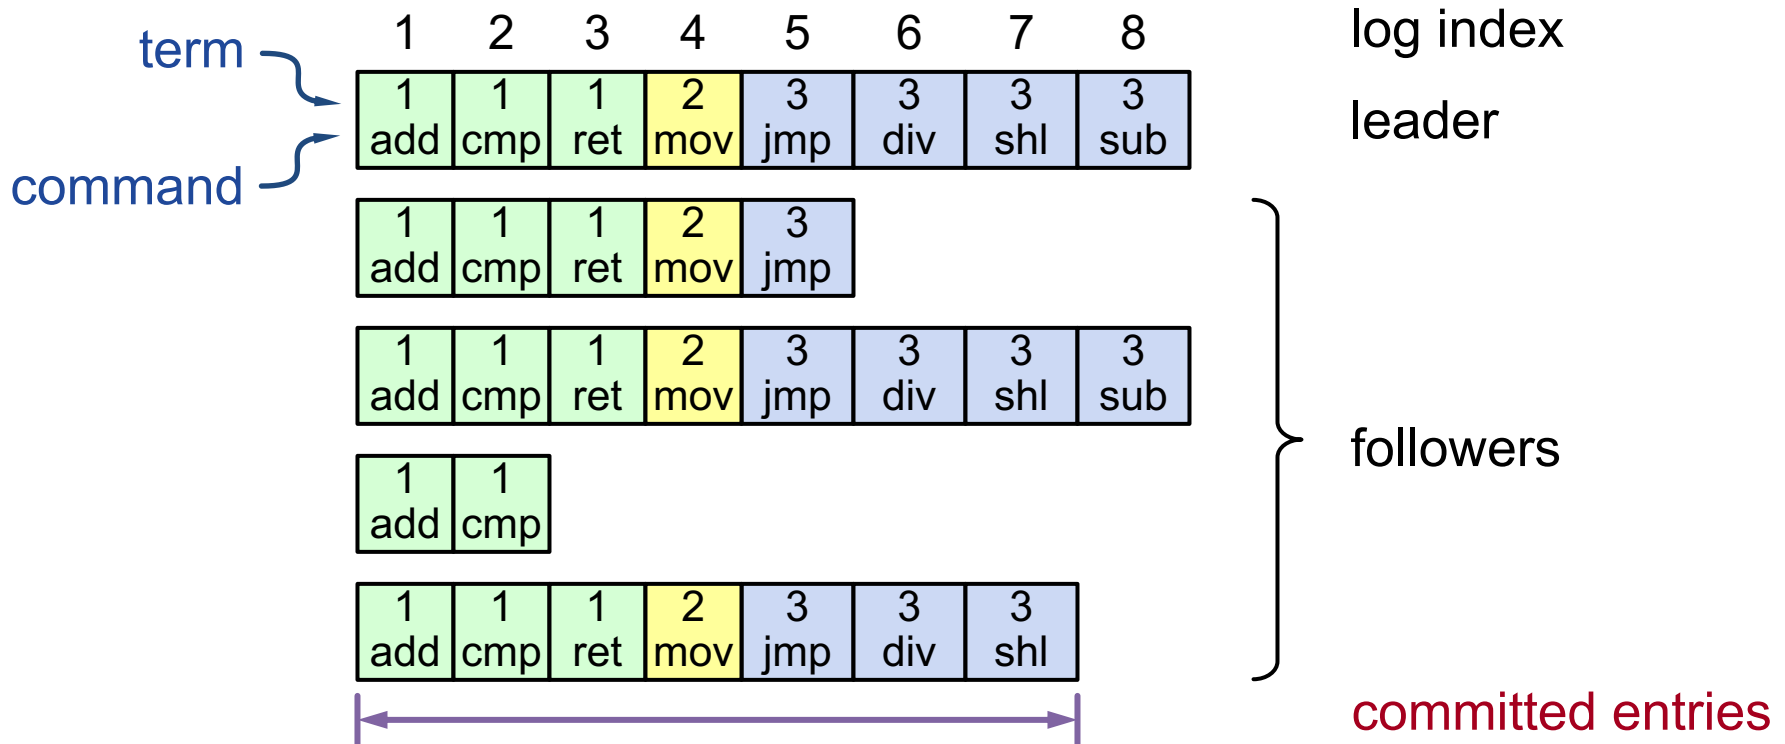 1 2 3 4 5 6 7 8 log index
term
1 1 1 2 3 3 3 3
leader
add cmp ret mov jmp div shl sub
command
1 1 1 2 3
add cmp ret mov jmp
1 1 1 2 3 3 3 3
add cmp ret mov jmp div shl sub
followers
1 1
add cmp
1 1 1 2 3 3 3
add cmp ret mov jmp div shl
committed entries